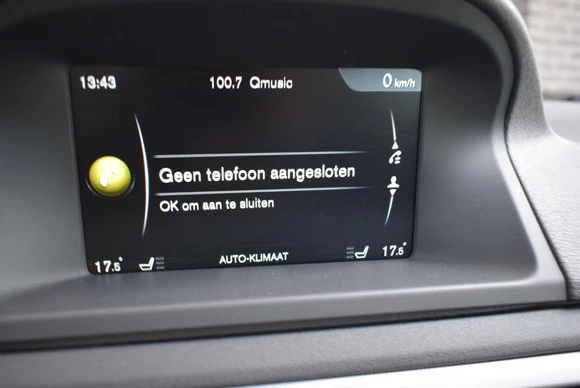 13:43 100.7 Qmusic 0 km/h
Geen telefoon aangesloten
OK om aan te sluiten
17.5° AUTO-KLIMAAT 17.5°